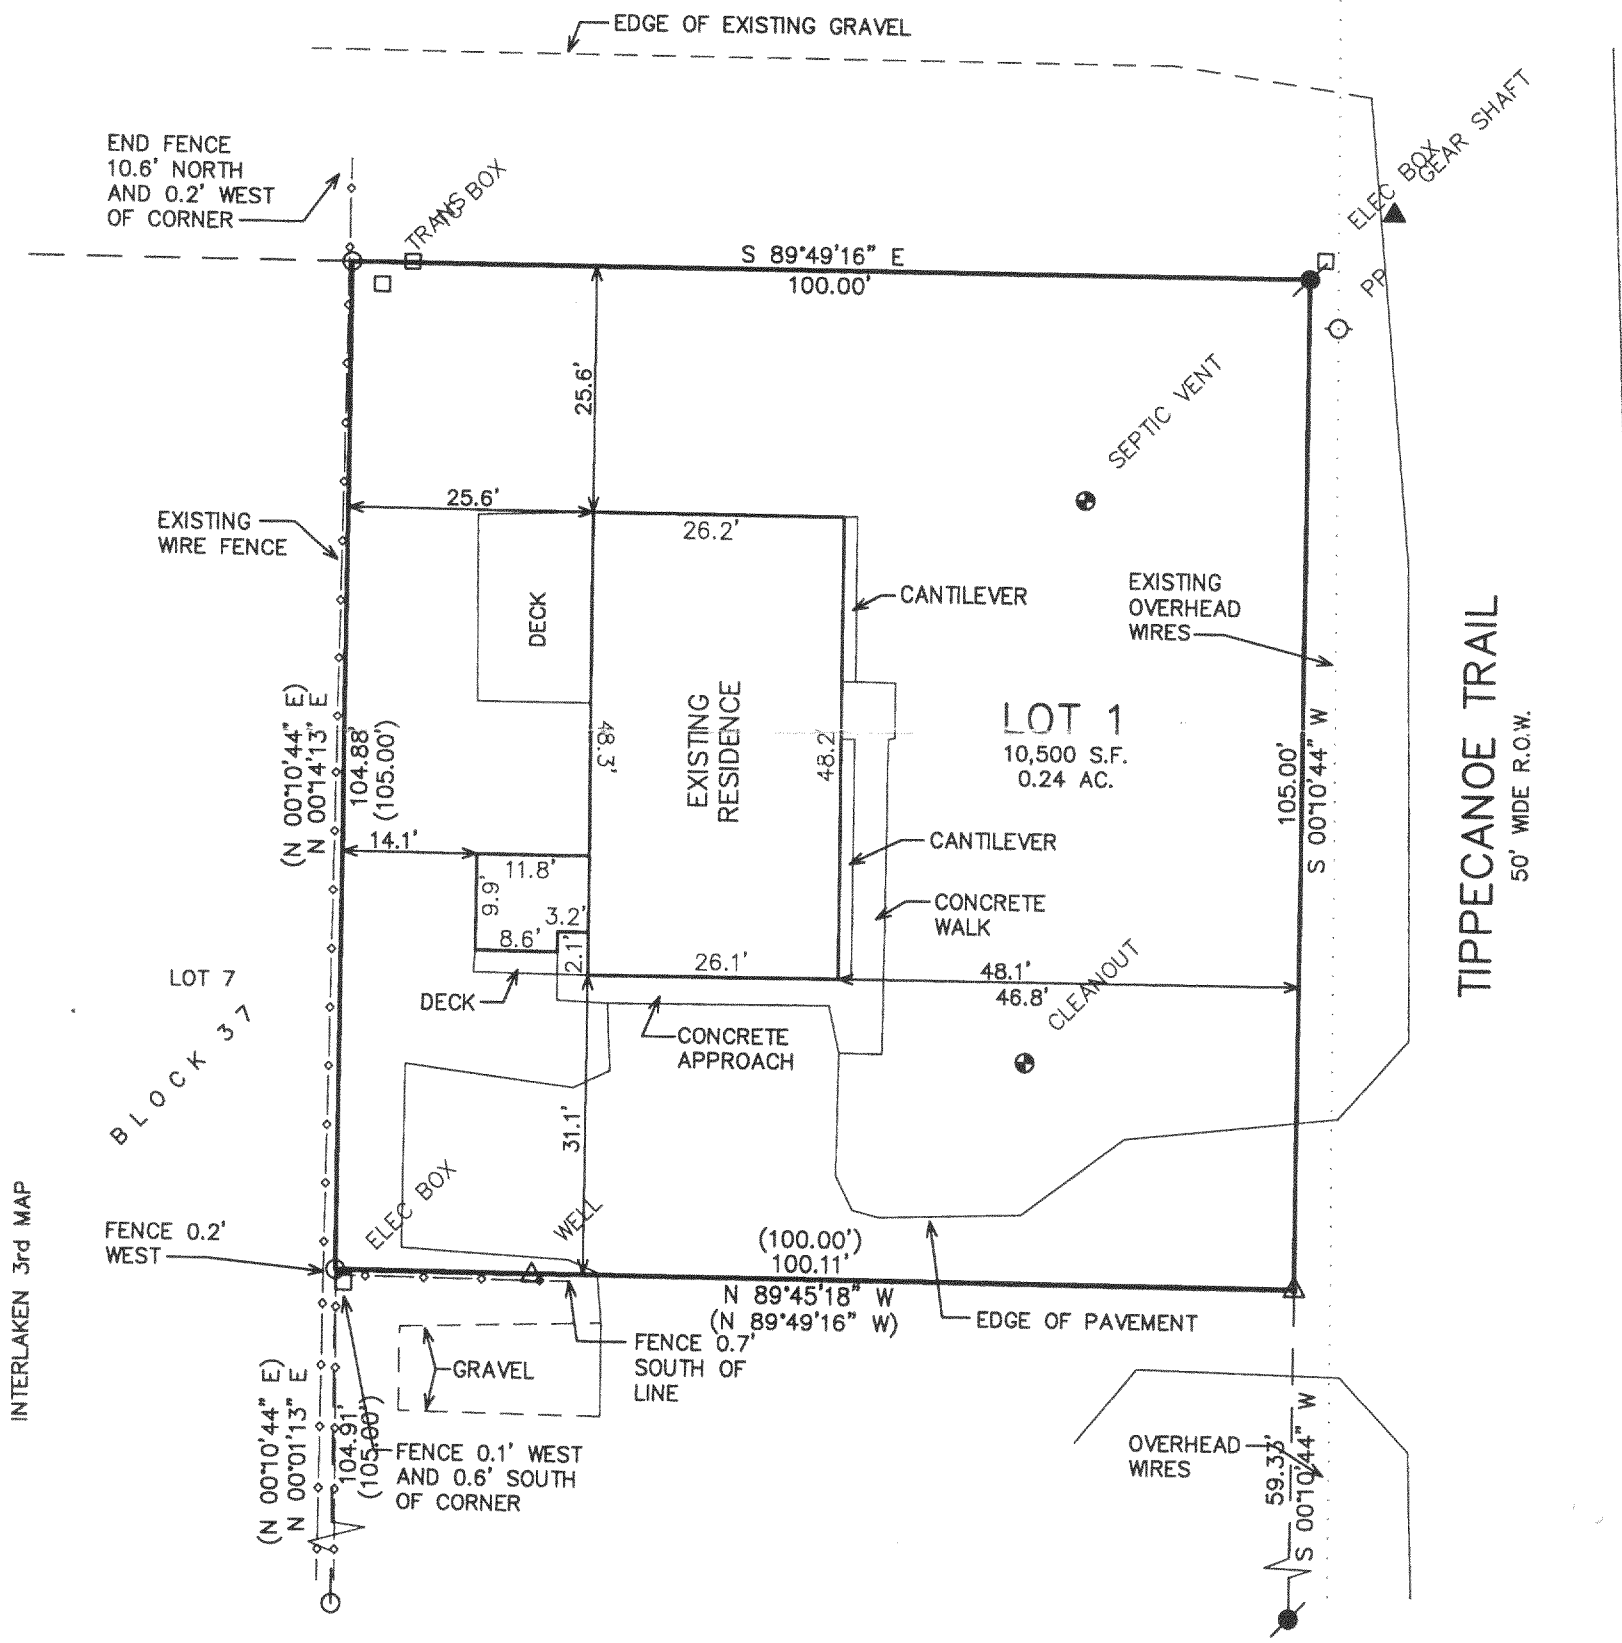 EDGE OF EXISTING GRAVEL
END FENCE
10.6' NORTH
AND 0.2' WEST
OF CORNER
TRANS BOX
ELEC BOX
GEAR SHAFT
PP
S 89°49'16" E
100.00'
25.6'
25.6'
26.2'
SEPTIC VENT
EXISTING
WIRE FENCE
DECK
CANTILEVER
EXISTING
OVERHEAD
WIRES
(N 00°10'44" E)
N 00°14'13" E
104.88'
(105.00')
48.3'
EXISTING
RESIDENCE
48.2'
LOT 1
10,500 S.F.
0.24 AC.
105.00'
S 00°10'44" W
TIPPECANOE TRAIL
50' WIDE R.O.W.
14.1'
11.8'
9.9'
3.2'
8.6'
2.1'
CANTILEVER
CONCRETE
WALK
26.1'
48.1'
46.8'
CLEANOUT
LOT 7
BLOCK 37
DECK
CONCRETE
APPROACH
31.1'
INTERLAKEN 3rd MAP
FENCE 0.2'
WEST
ELEC BOX
WELL
(100.00')
100.11'
N 89°45'18" W
(N 89°49'16" W)
EDGE OF PAVEMENT
GRAVEL
FENCE 0.7'
SOUTH OF
LINE
(N 00°10'44" E)
N 00°01'13" E
104.91'
(105.00')
FENCE 0.1' WEST
AND 0.6' SOUTH
OF CORNER
OVERHEAD
WIRES
59.33'
S 00°10'44" W